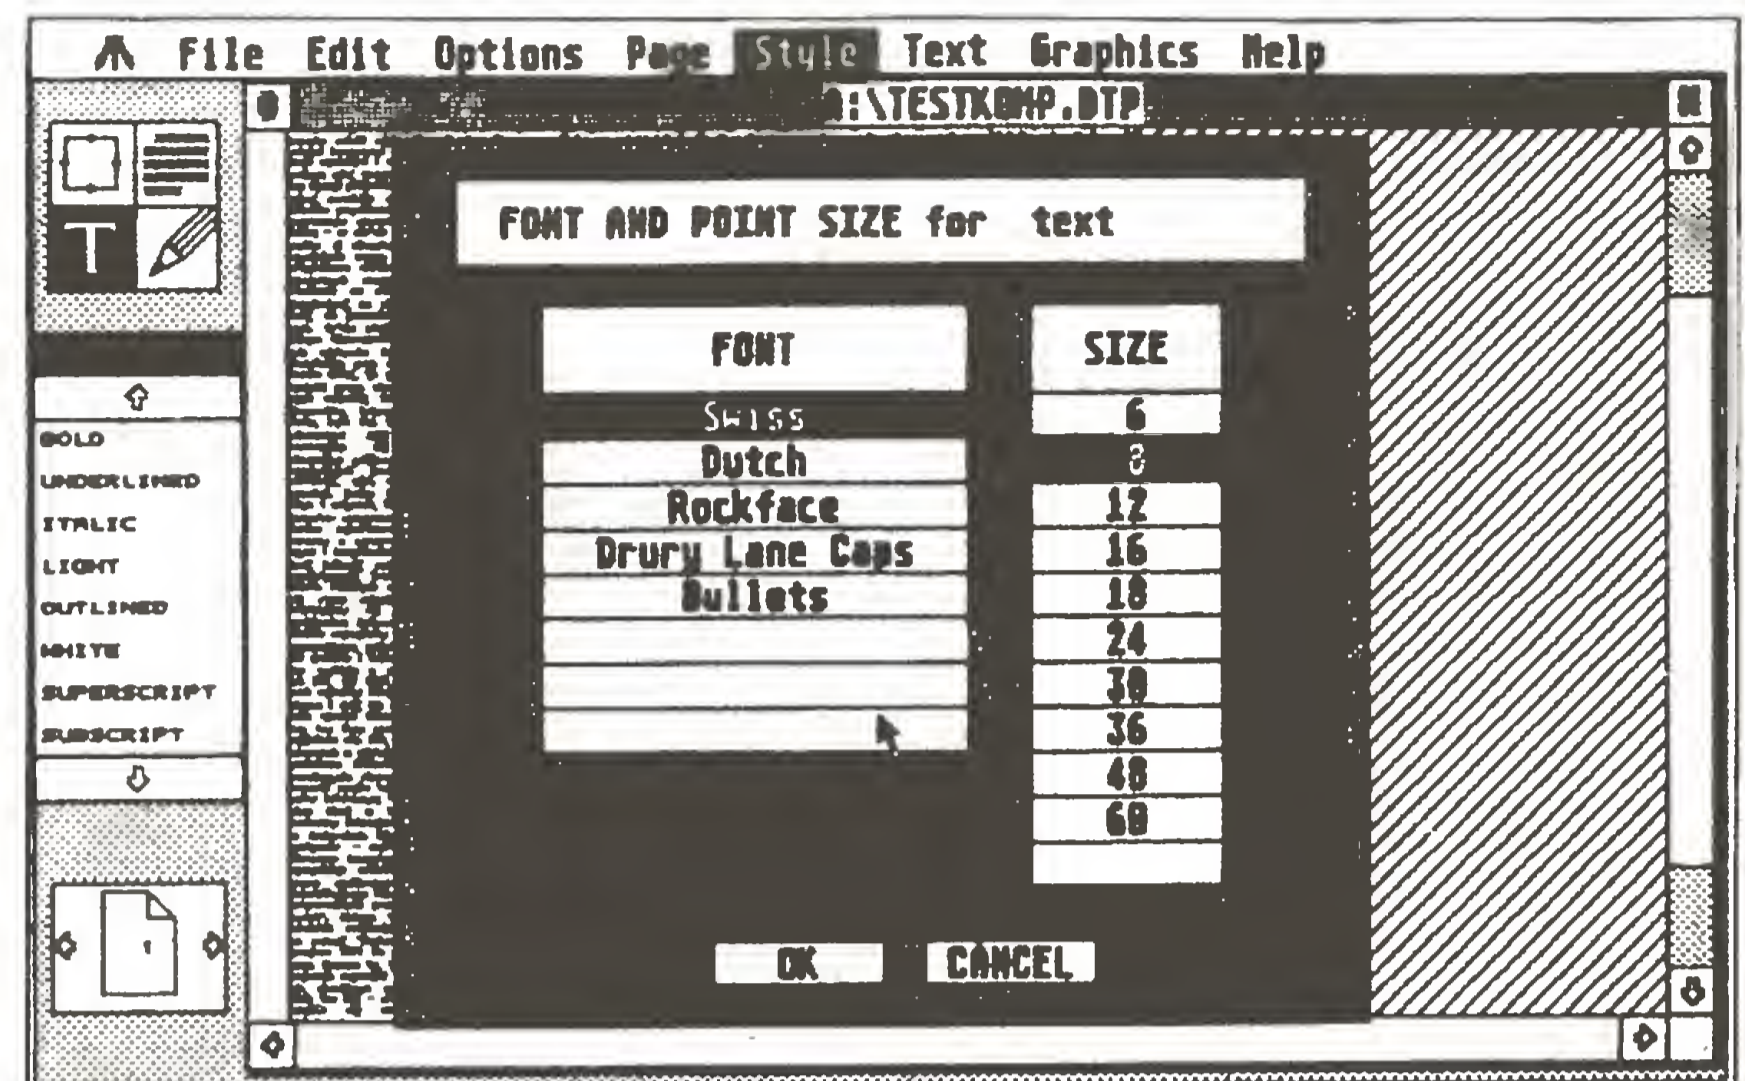 File Edit Options Page Style Text Graphics Help
A:\TESTKOMP.DTP
FONT AND POINT SIZE for text
FONT
Swiss
Dutch
Rockface
Drury Lane Caps
Bullets
SIZE
6
8
12
16
18
24
30
36
48
60
OK
CANCEL
T
BOLD
UNDERLINED
ITALIC
LIGHT
OUTLINED
WHITE
SUPERSCRIPT
SUBSCRIPT
1